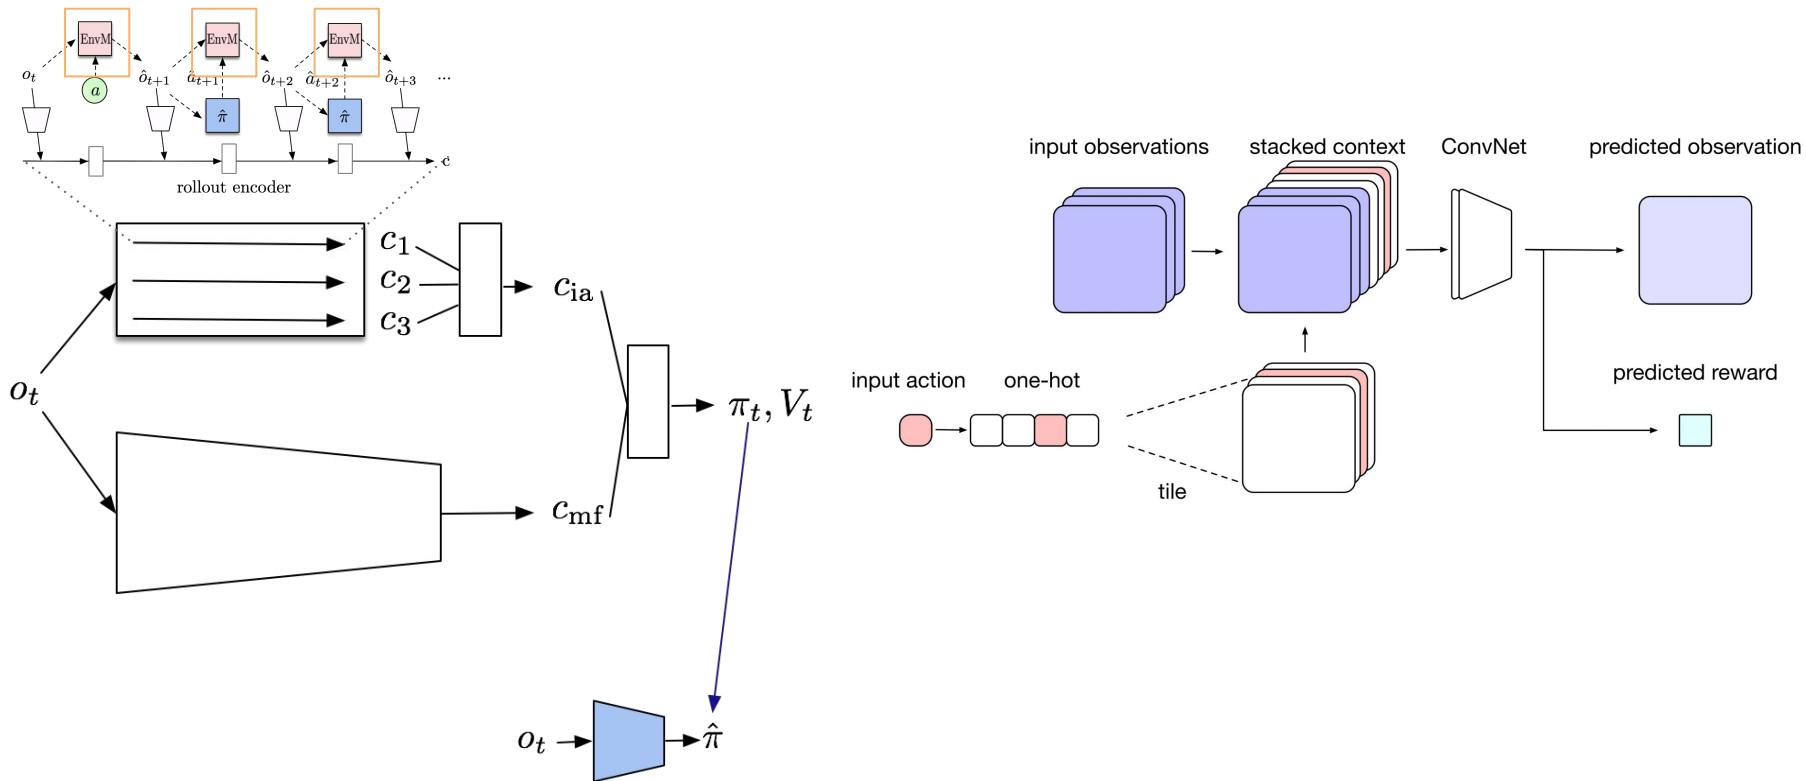 EnvM
EnvM
EnvM
o_t
ô_{t+1}
â_{t+1}
ô_{t+2}
â_{t+2}
ô_{t+3}
...
a
π̂
π̂
c
rollout encoder
c_1
c_2
c_3
c_ia
o_t
π_t, V_t
c_mf
o_t
π̂
input observations
stacked context
ConvNet
predicted observation
input action
one-hot
predicted reward
tile